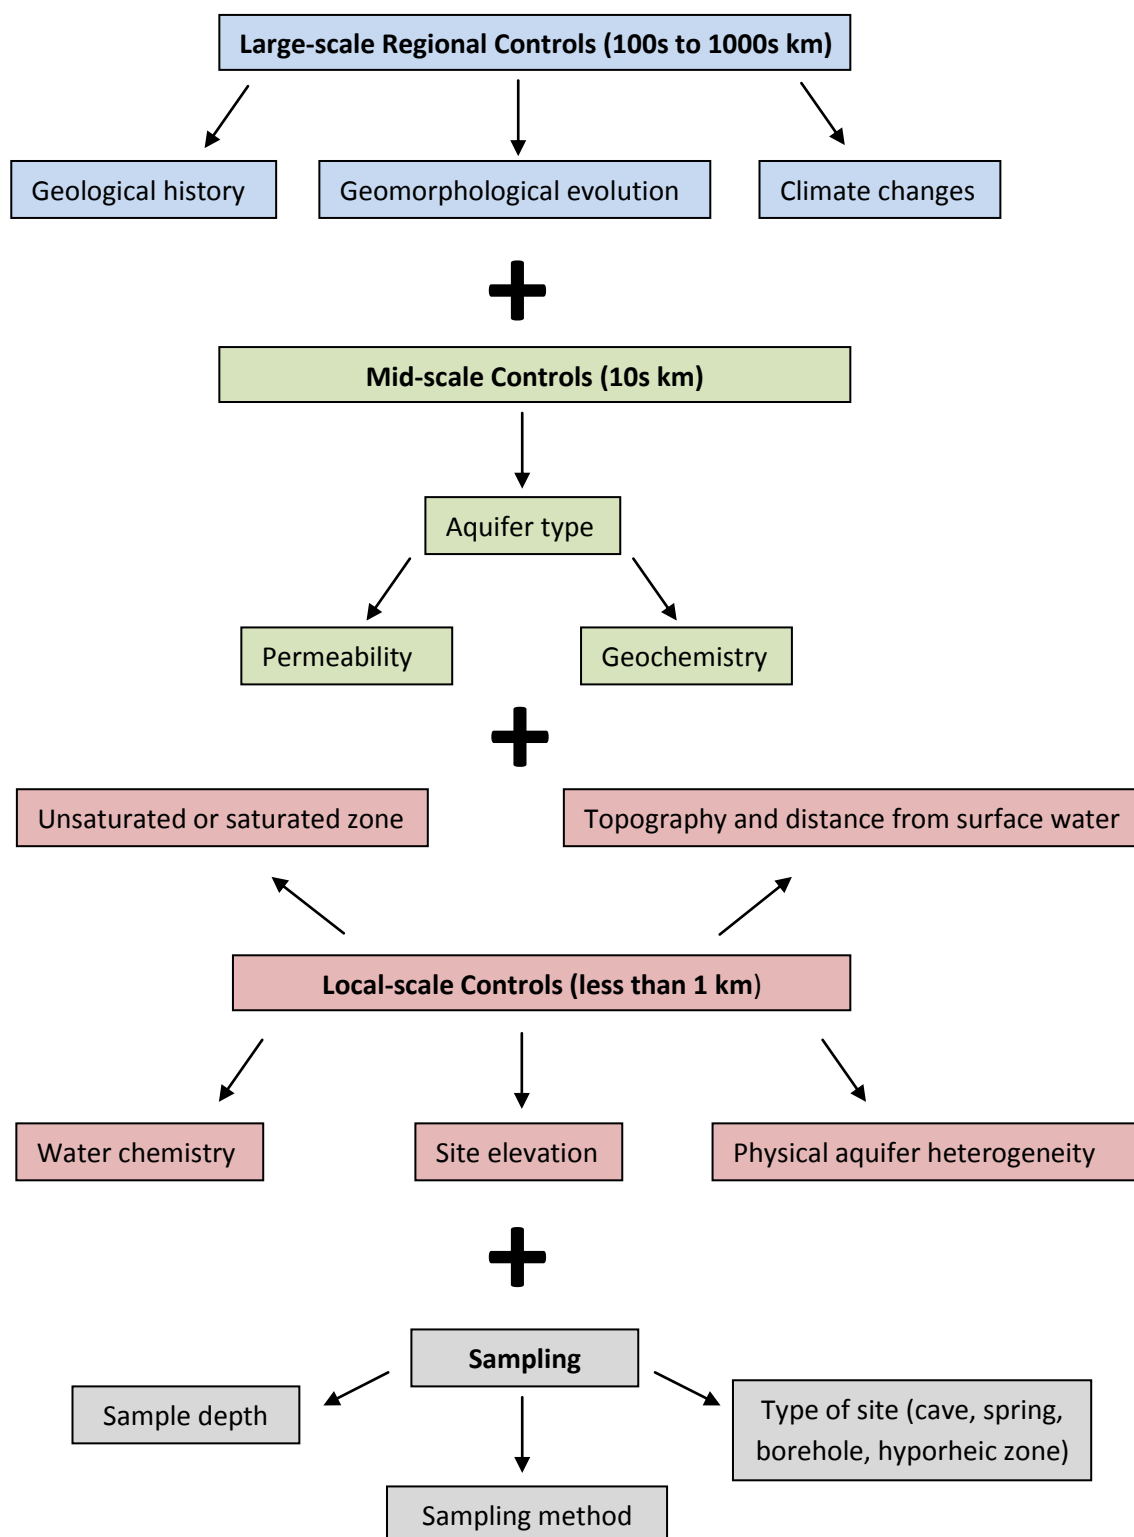 Large-scale Regional Controls (100s to 1000s km)
Geological history
Geomorphological evolution
Climate changes
Mid-scale Controls (10s km)
Aquifer type
Permeability
Geochemistry
Unsaturated or saturated zone
Topography and distance from surface water
Local-scale Controls (less than 1 km)
Water chemistry
Site elevation
Physical aquifer heterogeneity
Sampling
Sample depth
Type of site (cave, spring,
borehole, hyporheic zone)
Sampling method